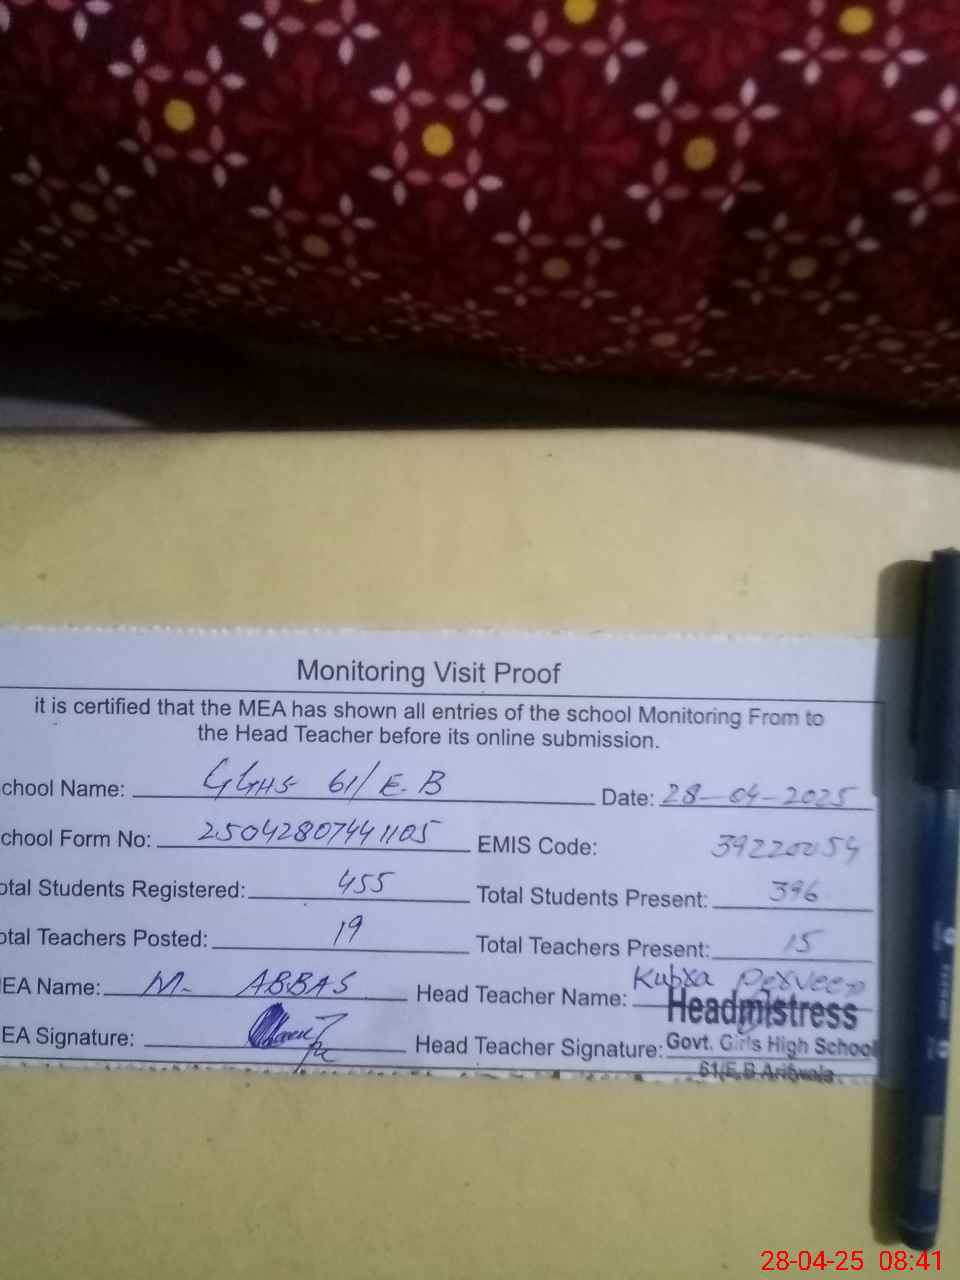 Monitoring Visit Proof
it is certified that the MEA has shown all entries of the school Monitoring From to
the Head Teacher before its online submission.
chool Name: GGHS 61/E.B Date: 28-04-2025
chool Form No: 25042807441105 EMIS Code: 39220054
otal Students Registered: 455 Total Students Present: 396
otal Teachers Posted: 19 Total Teachers Present: 15
EA Name: M. ABBAS Head Teacher Name: Kubxa Perveen
Headmistress
EA Signature: Head Teacher Signature: Govt. Girls High School
61/E.B Arifwala
28-04-25 08:41